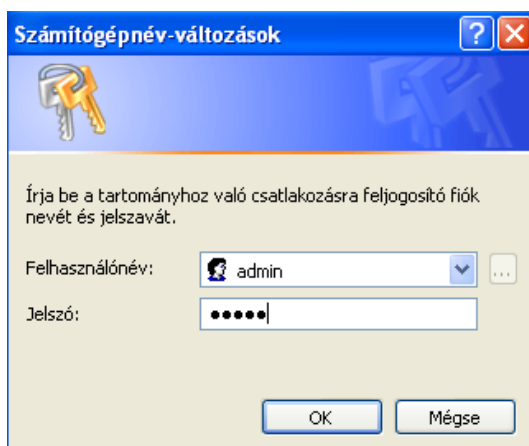 Számítógépnév-változások
Írja be a tartományhoz való csatlakozásra feljogosító fiók
nevét és jelszavát.
Felhasználónév: admin ...
Jelszó: •••••
OK Mégse